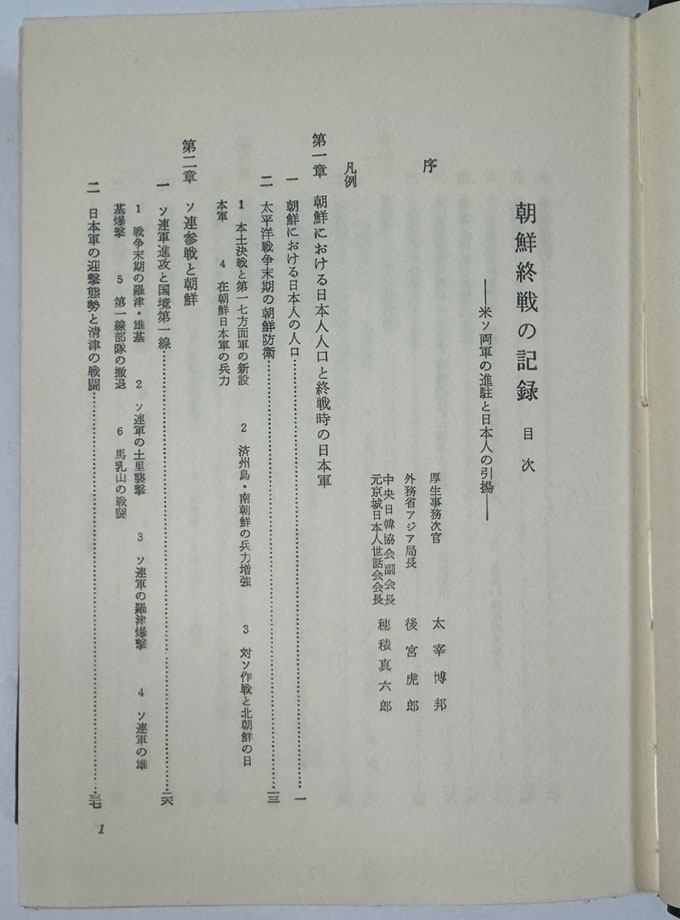 朝鮮終戦の記録 目次
――米ソ両軍の進駐と日本人の引揚――
序
厚生事務次官 太宰博邦
外務省アジア局長 後宮虎郎
中央日韓協会副会長
元京城日本人世話会会長 穂積真六郎
凡例
第一章 朝鮮における日本人人口と終戦時の日本軍
一 朝鮮における日本人の人口……一
二 太平洋戦争末期の朝鮮防衛……一三
1 本土決戦と第一七方面軍の新設 2 済州島・南朝鮮の兵力増強 3 対ソ作戦と北朝鮮の日
本軍 4 在朝鮮日本軍の兵力
第二章 ソ連参戦と朝鮮
一 ソ連軍進攻と国境第一線……二六
1 戦争末期の羅津・雄基 2 ソ連軍の土里襲撃 3 ソ連軍の羅津爆撃 4 ソ連軍の雄
基爆撃 5 第一線部隊の撤退 6 馬乳山の戦闘
二 日本軍の迎撃態勢と清津の戦闘……三七
1